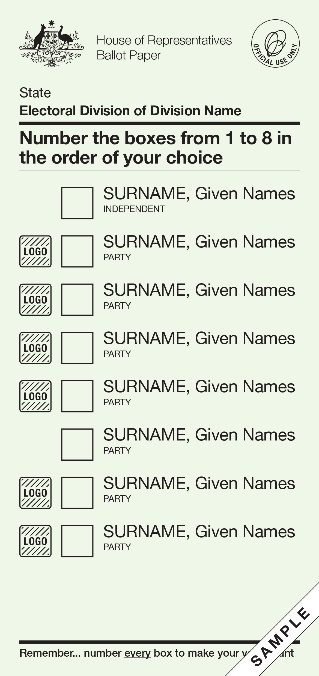 House of Representatives
Ballot Paper
OFFICIAL USE ONLY
State
Electoral Division of Division Name
Number the boxes from 1 to 8 in
the order of your choice
SURNAME, Given Names
INDEPENDENT
LOGO
SURNAME, Given Names
PARTY
LOGO
SURNAME, Given Names
PARTY
LOGO
SURNAME, Given Names
PARTY
LOGO
SURNAME, Given Names
PARTY
SURNAME, Given Names
PARTY
LOGO
SURNAME, Given Names
PARTY
LOGO
SURNAME, Given Names
PARTY
Remember... number every box to make your
SAMPLE